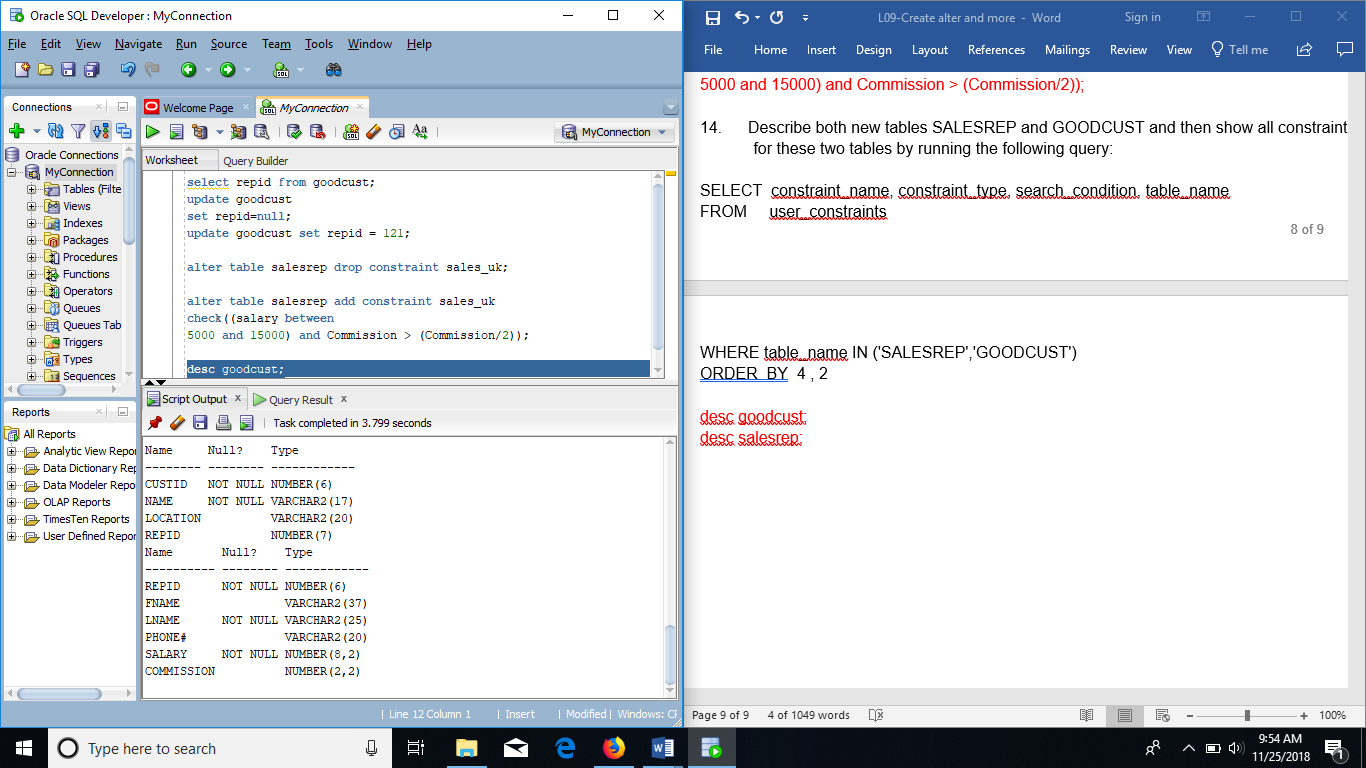 Oracle SQL Developer : MyConnection
File Edit View Navigate Run Source Team Tools Window Help
Connections
Oracle Connections
MyConnection
Tables (Filte
Views
Indexes
Packages
Procedures
Functions
Operators
Queues
Queues Tab
Triggers
Types
Sequences
Reports
All Reports
Analytic View Repor
Data Dictionary Rep
Data Modeler Repo
OLAP Reports
TimesTen Reports
User Defined Repor
Welcome Page
MyConnection
MyConnection
Worksheet Query Builder
select repid from goodcust;
update goodcust
set repid=null;
update goodcust set repid = 121;
alter table salesrep drop constraint sales_uk;
alter table salesrep add constraint sales_uk
check((salary between
5000 and 15000) and Commission > (Commission/2));
desc goodcust;
Script Output x Query Result x
Task completed in 3.799 seconds
Name Null? Type
-------- -------- ------------
CUSTID NOT NULL NUMBER(6)
NAME NOT NULL VARCHAR2(17)
LOCATION VARCHAR2(20)
REPID NUMBER(7)
Name Null? Type
---------- -------- ------------
REPID NOT NULL NUMBER(6)
FNAME VARCHAR2(37)
LNAME NOT NULL VARCHAR2(25)
PHONE# VARCHAR2(20)
SALARY NOT NULL NUMBER(8,2)
COMMISSION NUMBER(2,2)
| Line 12 Column 1 | Insert | Modified | Windows: C
L09-Create alter and more - Word Sign in
File Home Insert Design Layout References Mailings Review View Tell me
5000 and 15000) and Commission > (Commission/2));
14. Describe both new tables SALESREP and GOODCUST and then show all constraint
for these two tables by running the following query:
SELECT constraint_name, constraint_type, search_condition, table_name
FROM user_constraints
8 of 9
WHERE table_name IN ('SALESREP','GOODCUST')
ORDER BY 4 , 2
desc goodcust;
desc salesrep;
Page 9 of 9 4 of 1049 words 100%
Type here to search
9:54 AM
11/25/2018
1